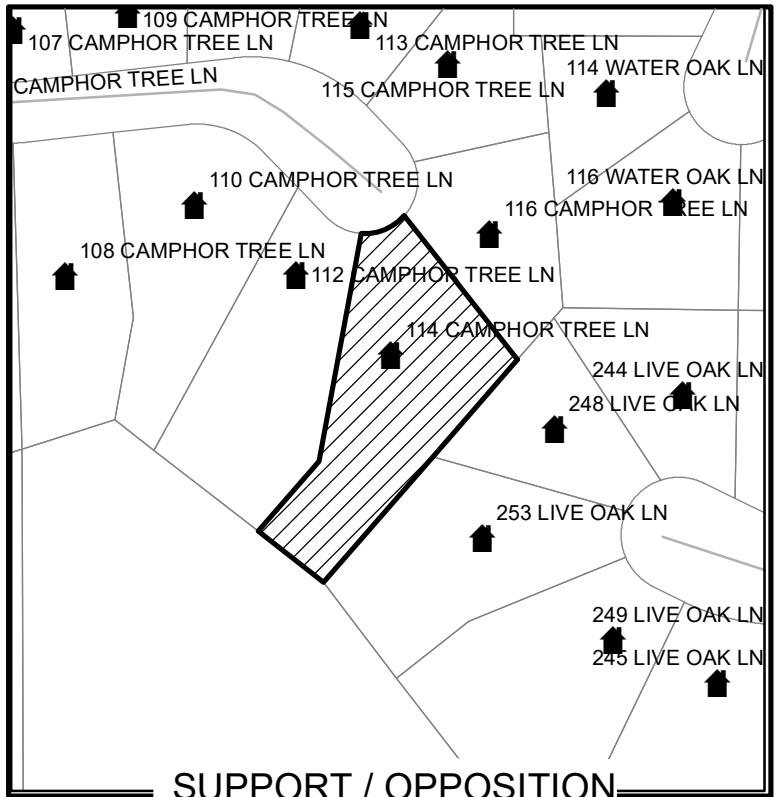 109 CAMPHOR TREE LN
107 CAMPHOR TREE LN
113 CAMPHOR TREE LN
114 WATER OAK LN
CAMPHOR TREE LN
115 CAMPHOR TREE LN
110 CAMPHOR TREE LN
116 WATER OAK LN
116 CAMPHOR TREE LN
108 CAMPHOR TREE LN
112 CAMPHOR TREE LN
114 CAMPHOR TREE LN
244 LIVE OAK LN
248 LIVE OAK LN
253 LIVE OAK LN
249 LIVE OAK LN
245 LIVE OAK LN
SUPPORT / OPPOSITION